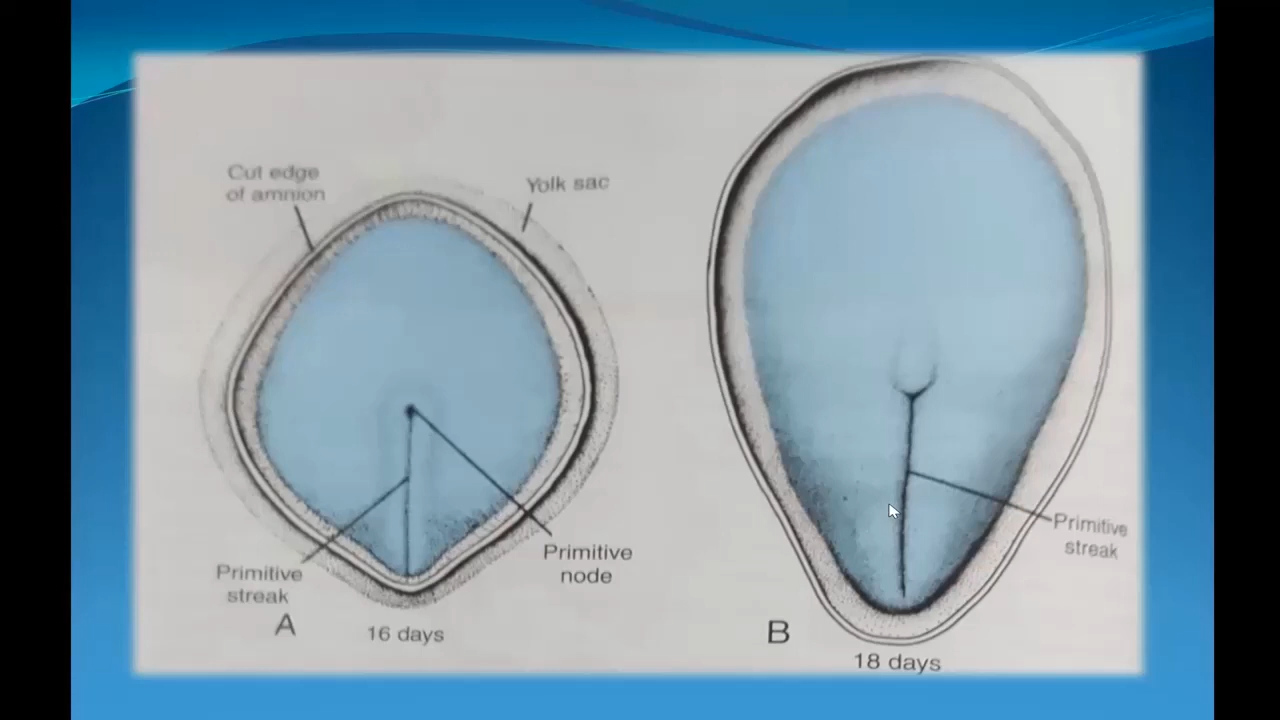 Cut edge
of amnion
Yolk sac
Primitive
streak
Primitive
node
A
16 days
Primitive
streak
B
18 days